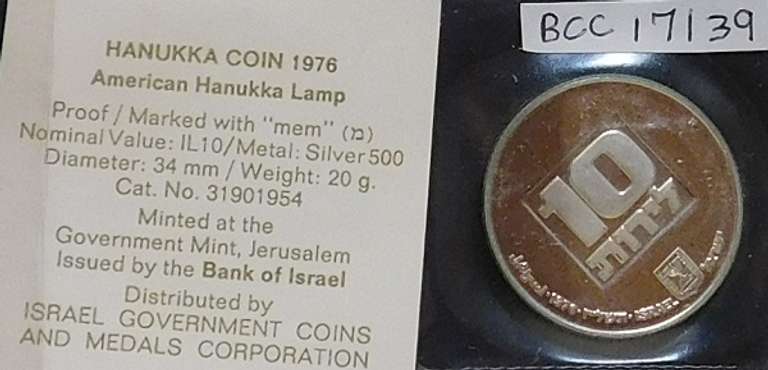 HANUKKA COIN 1976
American Hanukka Lamp
Proof / Marked with "mem" (מ)
Nominal Value: IL10/Metal: Silver 500
Diameter: 34 mm / Weight: 20 g.
Cat. No. 31901954
Minted at the
Government Mint, Jerusalem
Issued by the Bank of Israel
Distributed by
ISRAEL GOVERNMENT COINS
AND MEDALS CORPORATION
BCC 17139
10
לירות
ISRAEL